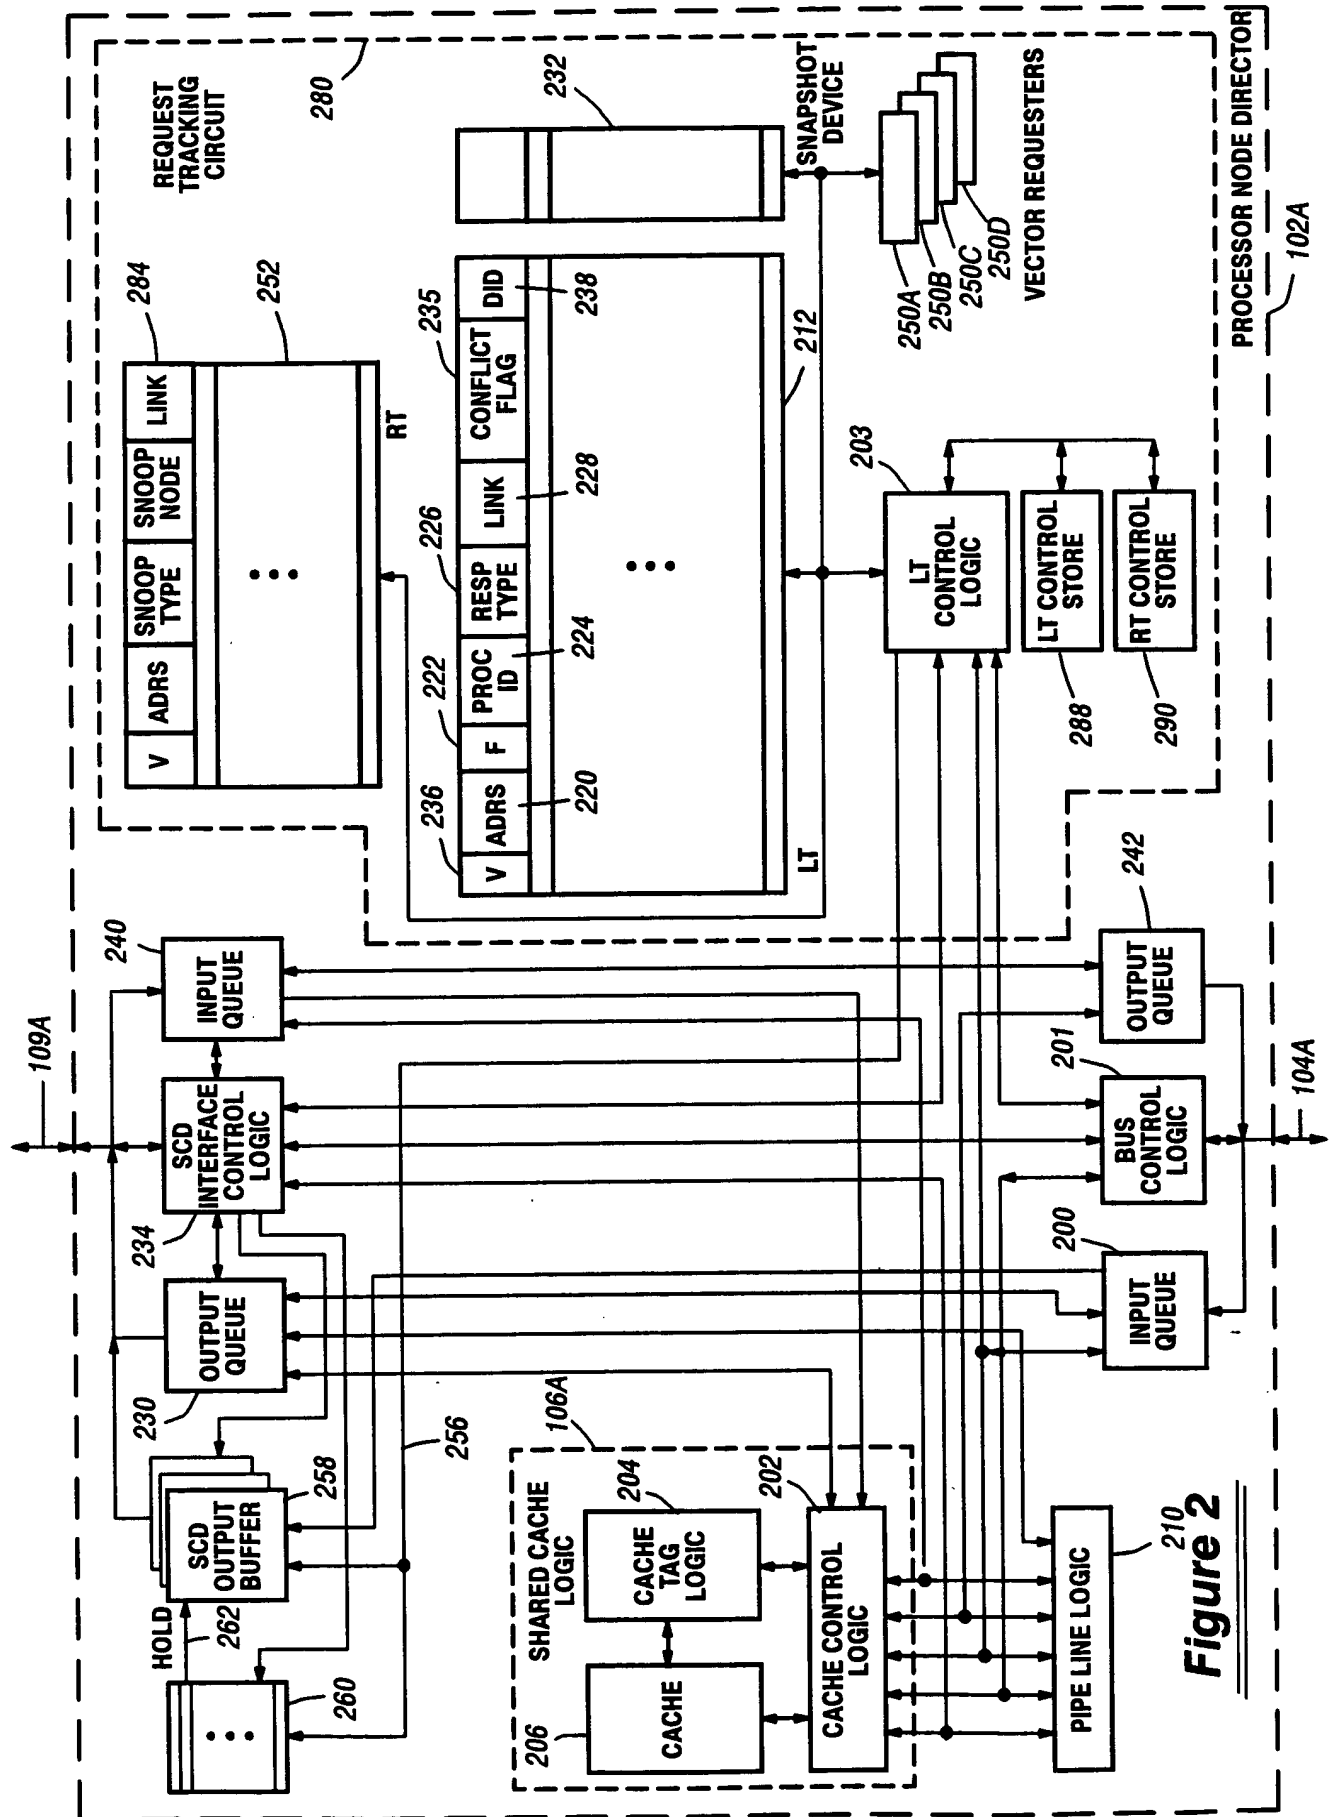 109A
HOLD
262
260
SCD
OUTPUT
BUFFER
258
230
OUTPUT
QUEUE
234
SCD
INTERFACE
CONTROL
LOGIC
240
INPUT
QUEUE
256
V
ADRS
SNOOP
TYPE
SNOOP
NODE
LINK
284
252
RT
REQUEST
TRACKING
CIRCUIT
280
236
V
ADRS
220
222
F
PROC
ID
224
226
RESP
TYPE
LINK
228
235
CONFLICT
FLAG
DID
238
LT
212
232
SNAPSHOT
DEVICE
250A
250B
250C
250D
VECTOR REQUESTERS
SHARED CACHE
LOGIC
106A
206
CACHE
204
CACHE
TAG
LOGIC
202
CACHE CONTROL
LOGIC
PIPE LINE LOGIC
210
200
INPUT
QUEUE
201
BUS
CONTROL
LOGIC
242
OUTPUT
QUEUE
203
LT
CONTROL
LOGIC
LT CONTROL
STORE
288
RT CONTROL
STORE
290
104A
PROCESSOR NODE DIRECTOR
102A
Figure 2